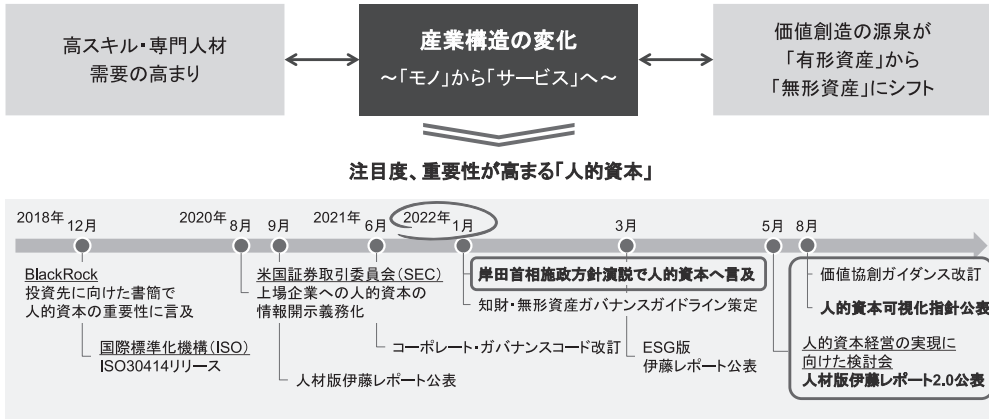 高スキル・専門人材
需要の高まり
産業構造の変化
～「モノ」から「サービス」へ～
価値創造の源泉が
「有形資産」から
「無形資産」にシフト
注目度、重要性が高まる「人的資本」
2018年
12月
2020年
8月
9月
2021年
6月
2022年
1月
3月
5月
8月
BlackRock
投資先に向けた書簡で
人的資本の重要性に言及
国際標準化機構（ISO）
ISO30414リリース
米国証券取引委員会（SEC）
上場企業への人的資本の
情報開示義務化
人材版伊藤レポート公表
コーポレート・ガバナンスコード改訂
岸田首相施政方針演説で人的資本へ言及
知財・無形資産ガバナンスガイドライン策定
ESG版
伊藤レポート公表
価値協創ガイダンス改訂
人的資本可視化指針公表
人的資本経営の実現に
向けた検討会
人材版伊藤レポート2.0公表